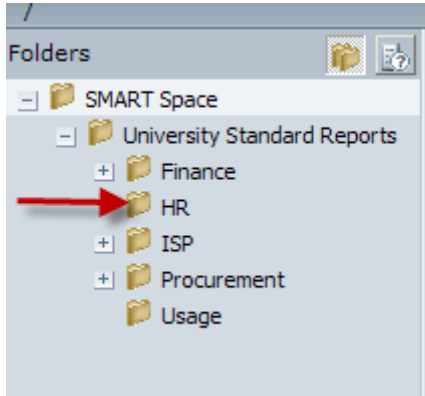 /
Folders
SMART Space
University Standard Reports
Finance
HR
ISP
Procurement
Usage